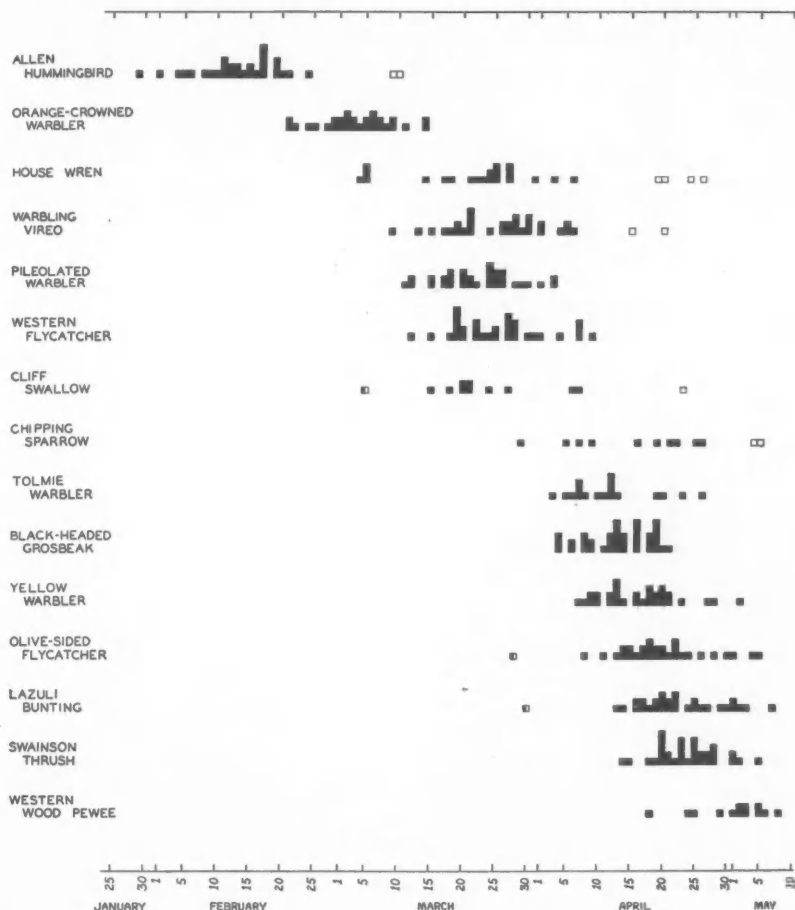 ALLEN
HUMMINGBIRD
ORANGE-CROWNED
WARBLER
HOUSE WREN
WARBLING
VIREO
PILEOLATED
WARBLER
WESTERN
FLYCATCHER
CLIFF
SWALLOW
CHIPPING
SPARROW
TOLMIE
WARBLER
BLACK-HEADED
GROSBEAK
YELLOW
WARBLER
OLIVE-SIDED
FLYCATCHER
LAZULI
BUNTING
SWAINSON
THRUSH
WESTERN
WOOD PEWEE
25 30 1 5 10 15 20 25 1 5 10 15 20 25 30 1 5 10 15 20 25 30 1 5 10
JANUARY FEBRUARY MARCH APRIL MAY